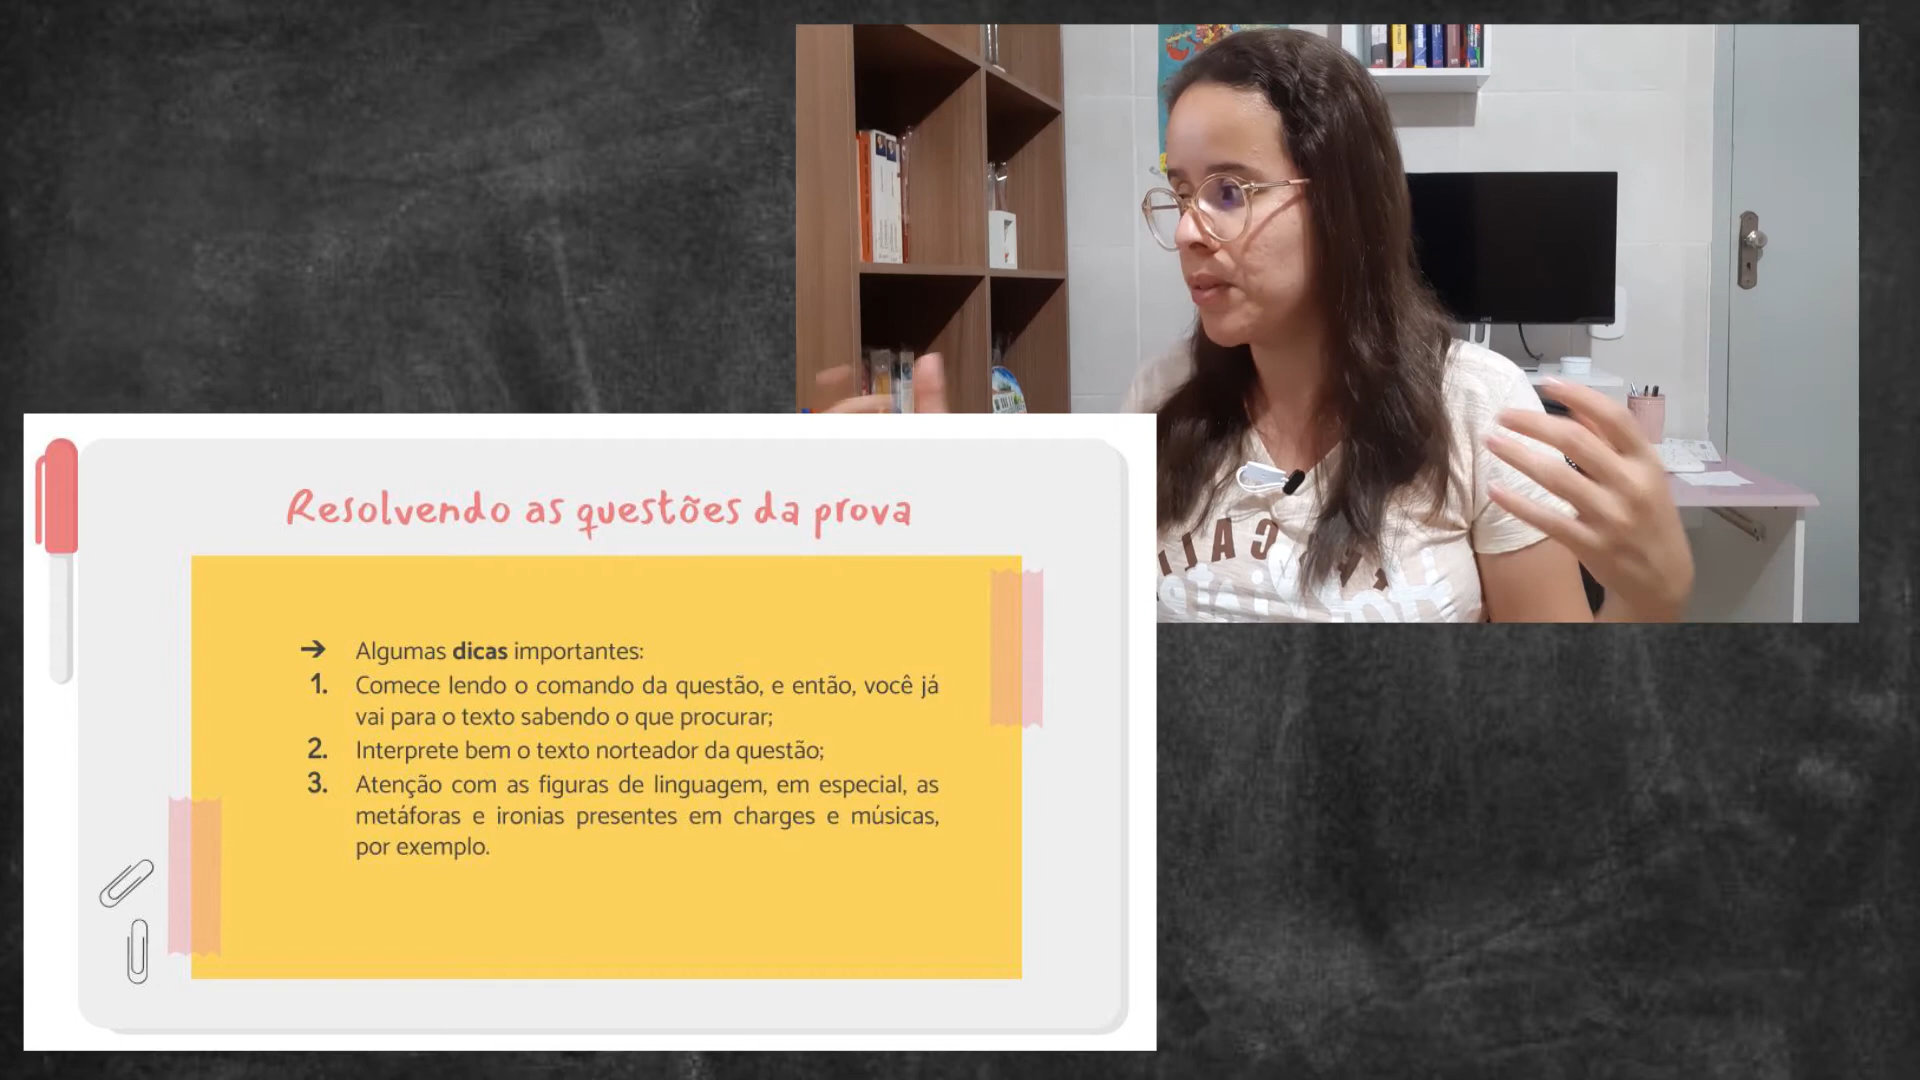 Resolvendo as questões da prova
➔ Algumas dicas importantes:
1. Comece lendo o comando da questão, e então, você já
vai para o texto sabendo o que procurar;
2. Interprete bem o texto norteador da questão;
3. Atenção com as figuras de linguagem, em especial, as
metáforas e ironias presentes em charges e músicas,
por exemplo.